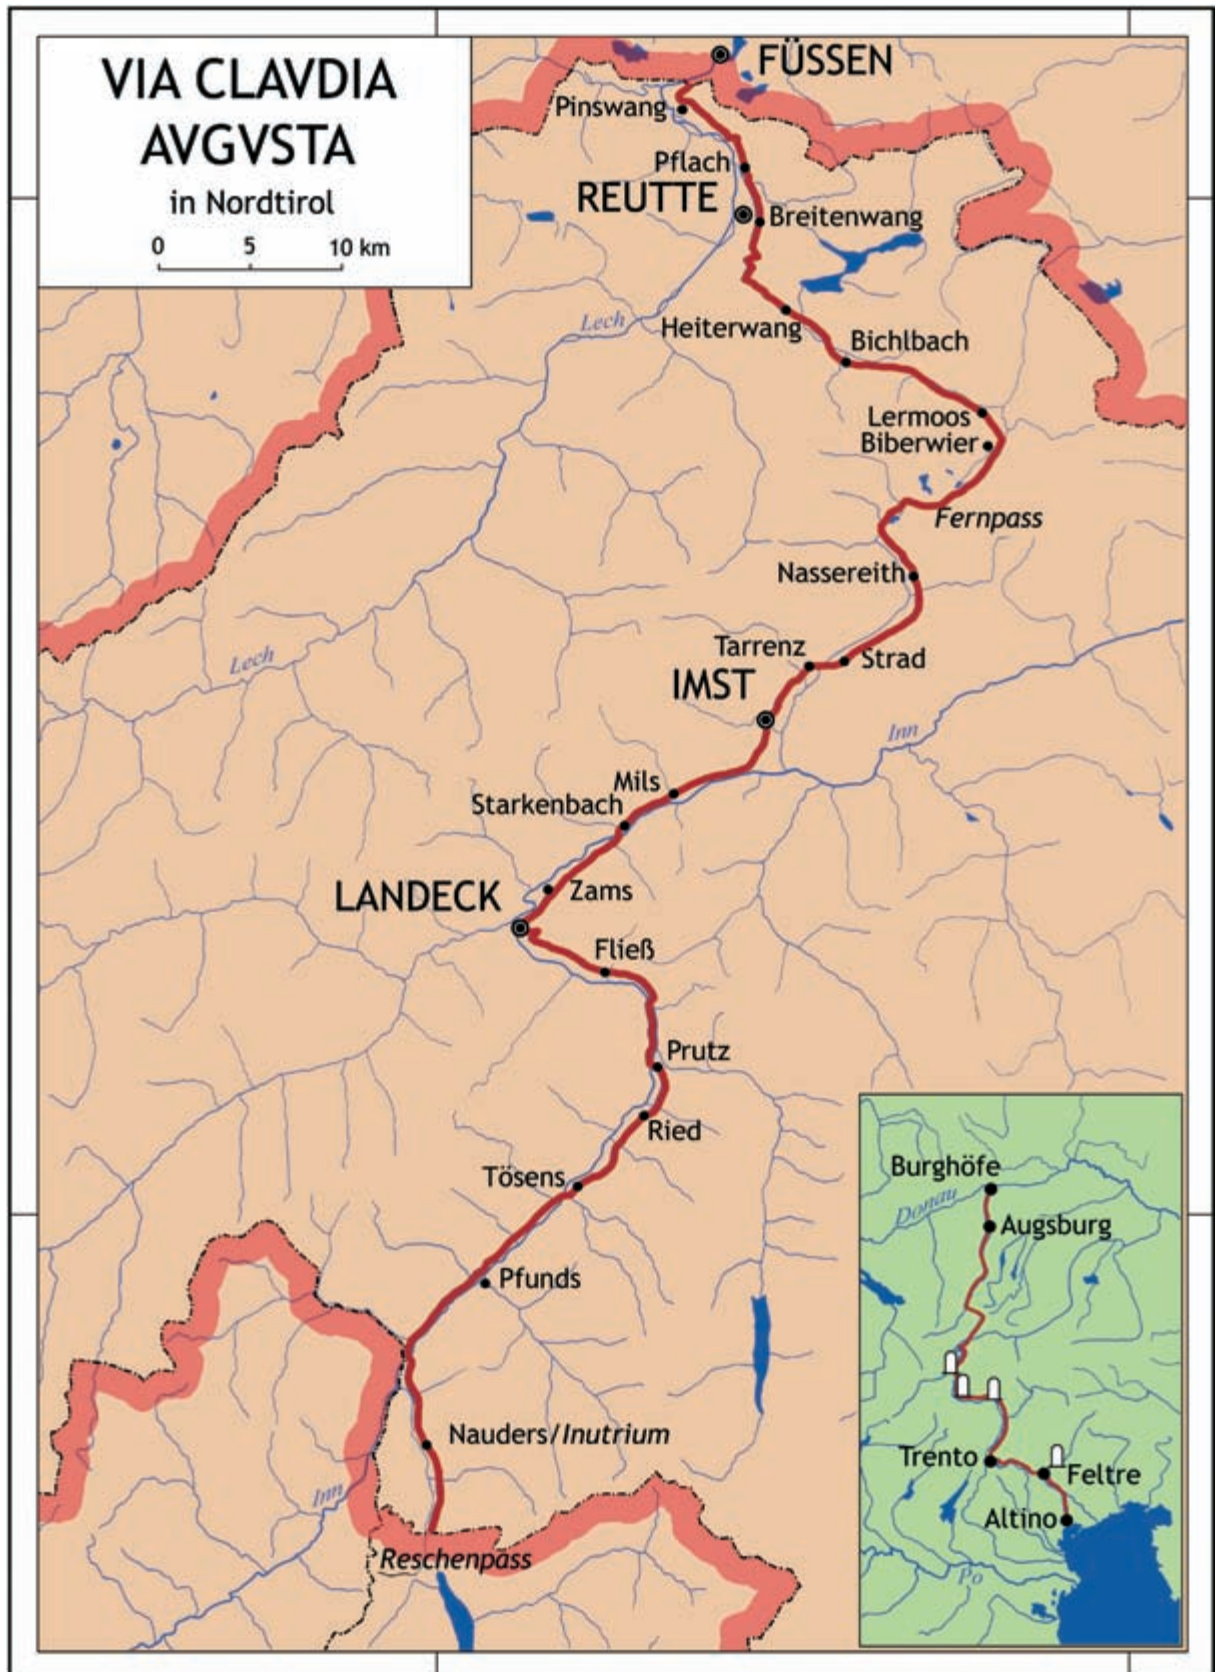 VIA CLAVDIA
AVGVSTA
in Nordtirol
0 5 10 km
FÜSSEN
Pinswang
Pflach
REUTTE
Breitenwang
Lech
Heiterwang
Bichlbach
Lermoos
Biberwier
Fernpass
Nassereith
Tarrenz
Strad
Lech
IMST
Inn
Mils
Starkenbach
LANDECK
Zams
Fließ
Prutz
Ried
Tösens
Pfunds
Nauders/Inutrium
Inn
Reschenpass
Burghöfe
Donau
Augsburg
Trento
Feltre
Altino
Po